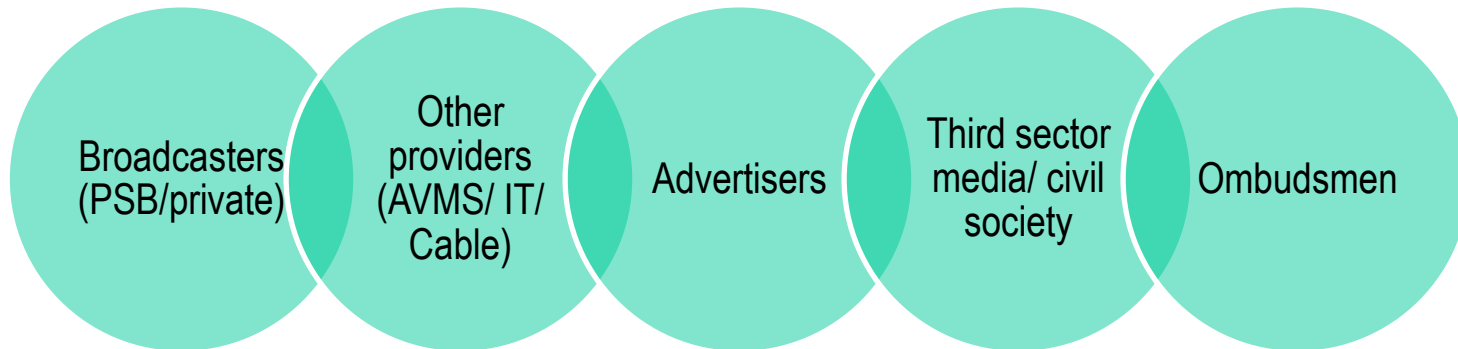 Broadcasters
(PSB/private)
Other
providers
(AVMS/ IT/
Cable)
Advertisers
Third sector
media/ civil
society
Ombudsmen